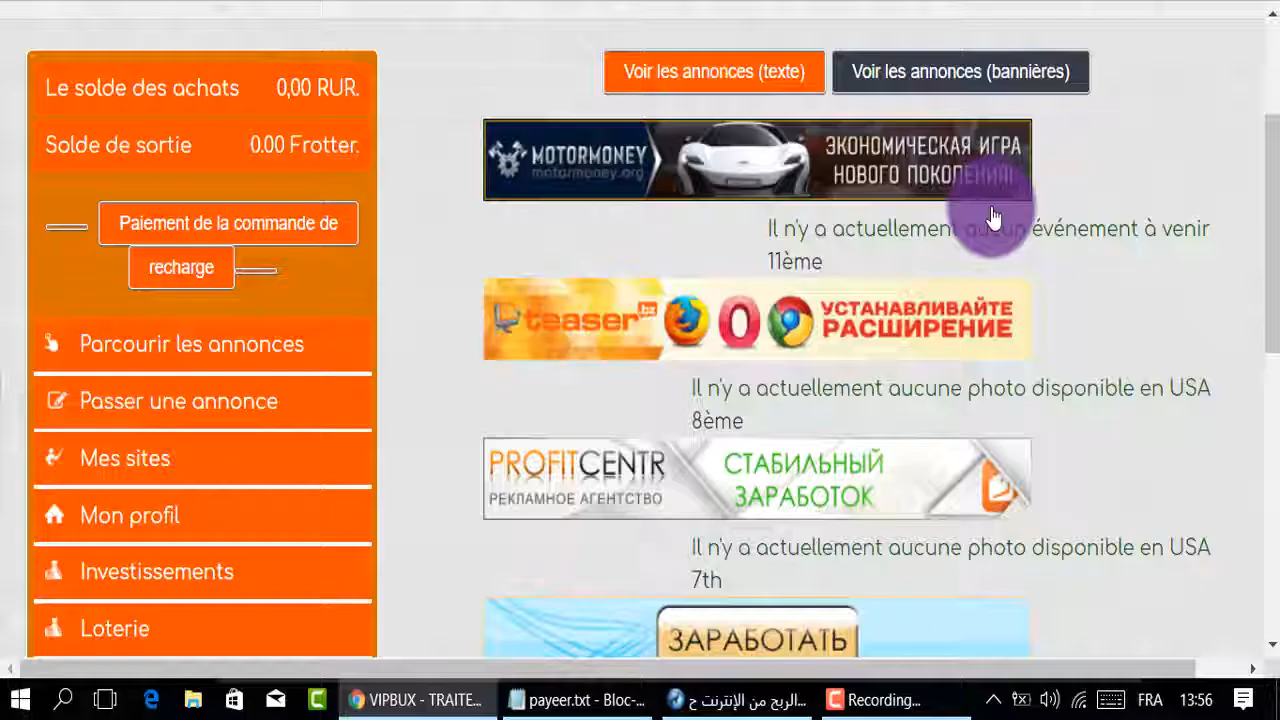 Le solde des achats 0,00 RUR.
Solde de sortie 0.00 Frotter.
Paiement de la commande de
recharge
Parcourir les annonces
Passer une annonce
Mes sites
Mon profil
Investissements
Loterie
Voir les annonces (texte)
Voir les annonces (bannières)
MOTORMONEY
motormoney.org
ЭКОНОМИЧЕСКАЯ ИГРА
НОВОГО ПОКОЛЕНИЯ
Il n'y a actuellement aucun événement à venir
11ème
teaser.bz
УСТАНАВЛИВАЙТЕ
РАСШИРЕНИЕ
Il n'y a actuellement aucune photo disponible en USA
8ème
PROFITCENTR
РЕКЛАМНОЕ АГЕНТСТВО
СТАБИЛЬНЫЙ
ЗАРАБОТОК
Il n'y a actuellement aucune photo disponible en USA
7th
ЗАРАБОТАТЬ
VIPBUX - TRAITE...
payeer.txt - Bloc-...
الربح من الإنترنت ح...
Recording...
FRA
13:56